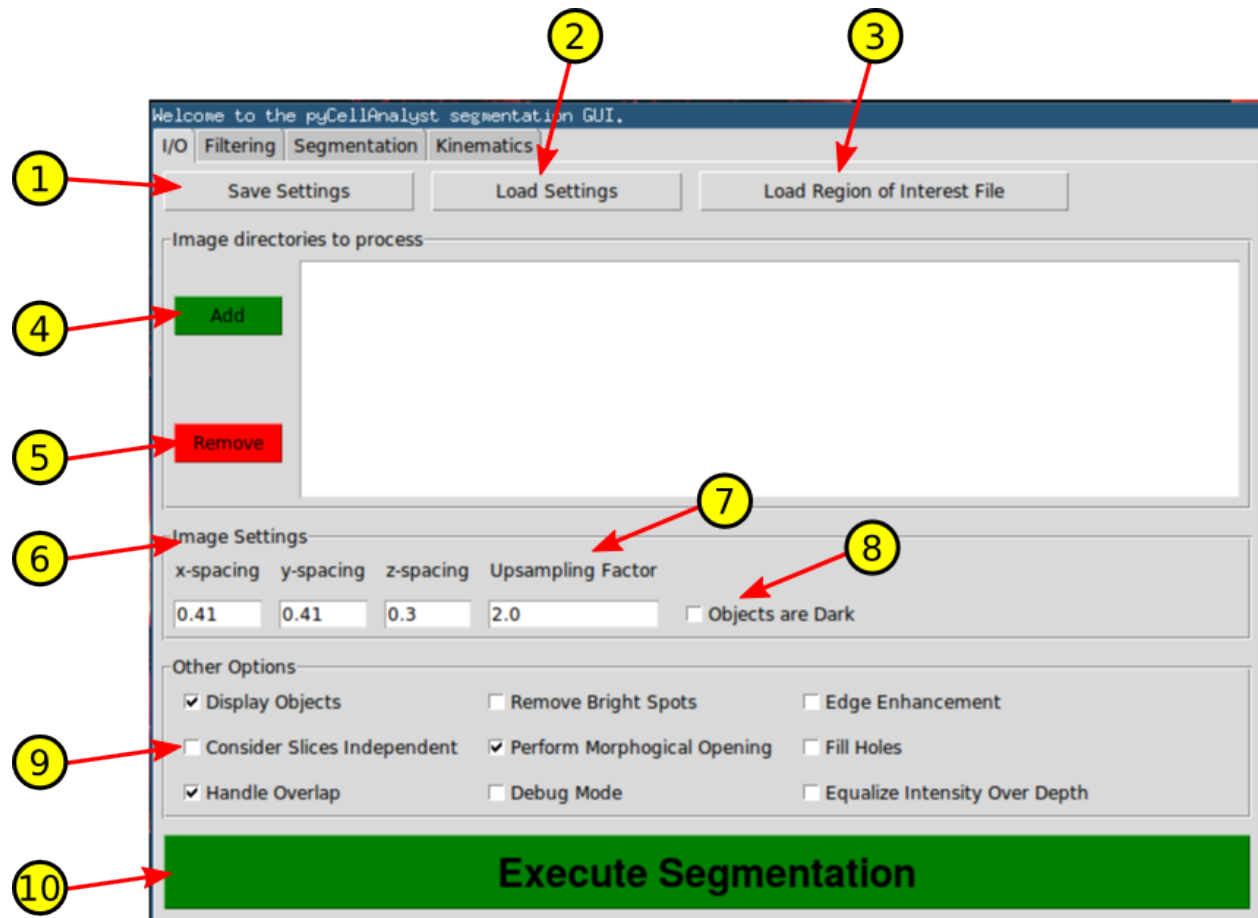 2
3
Welcome to the pyCellAnalyst segmentation GUI.
I/O Filtering Segmentation Kinematics
1
Save Settings Load Settings Load Region of Interest File
Image directories to process
4
Add
5
Remove
7
6
Image Settings
8
x-spacing y-spacing z-spacing Upsampling Factor
0.41 0.41 0.3 2.0 Objects are Dark
Other Options
Display Objects Remove Bright Spots Edge Enhancement
9
Consider Slices Independent Perform Morphogical Opening Fill Holes
Handle Overlap Debug Mode Equalize Intensity Over Depth
10
Execute Segmentation